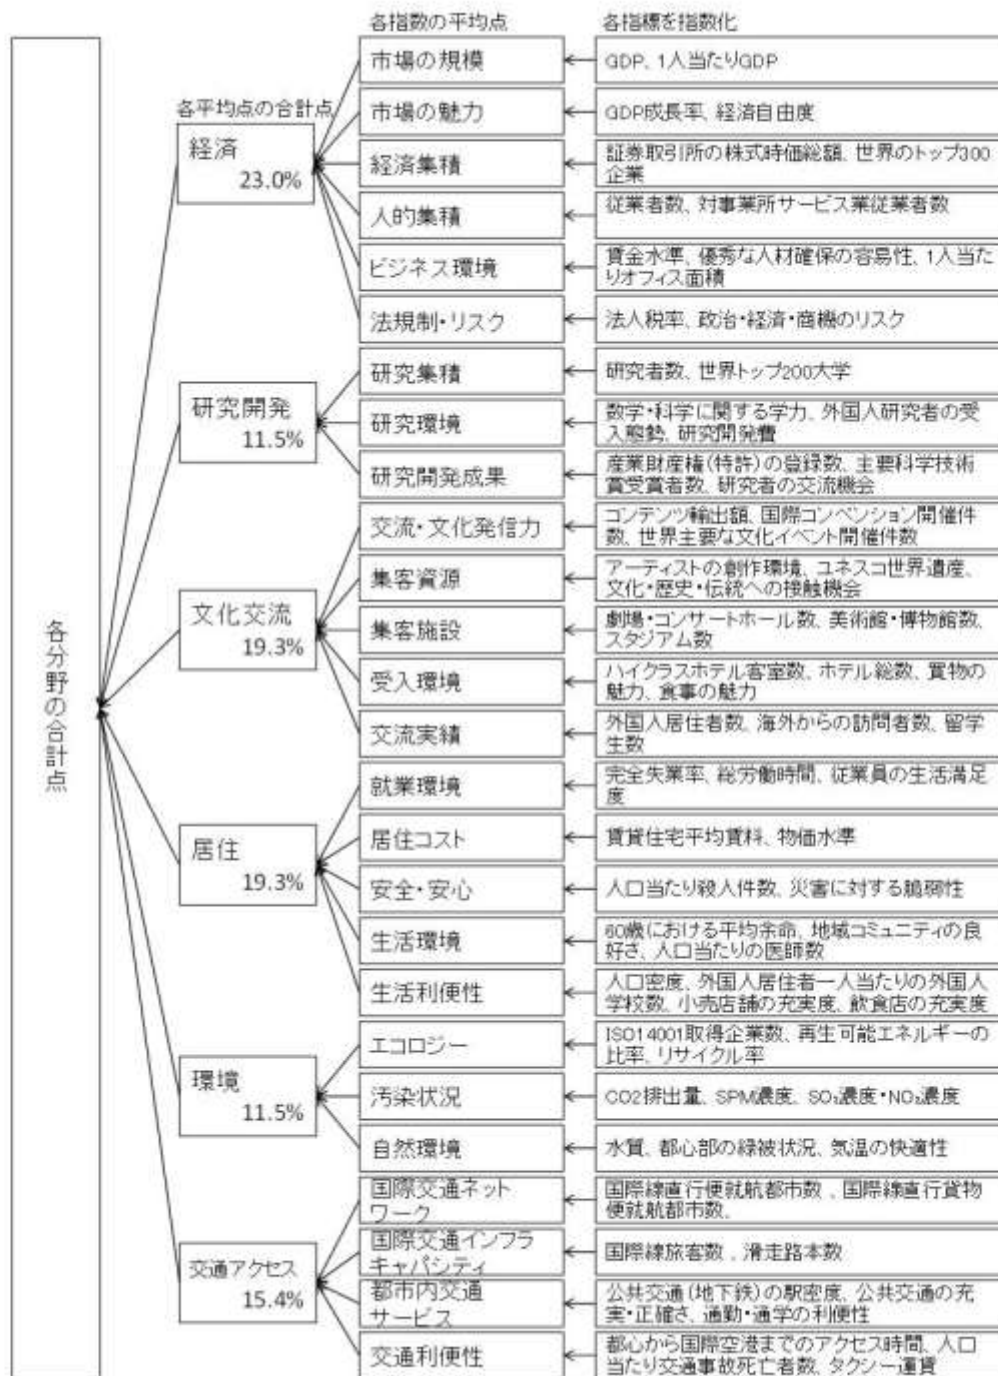 各指数の平均点
各指標を指数化
各平均点の合計点
各分野の合計点
経済
23.0%
市場の規模
GDP、1人当たりGDP
市場の魅力
GDP成長率、経済自由度
経済集積
証券取引所の株式時価総額、世界のトップ300
企業
人的集積
従業者数、対事業所サービス業従業者数
ビジネス環境
賃金水準、優秀な人材確保の容易性、1人当た
りオフィス面積
法規制・リスク
法人税率、政治・経済・商機のリスク
研究開発
11.5%
研究集積
研究者数、世界トップ200大学
研究環境
数学・科学に関する学力、外国人研究者の受
入態勢、研究開発費
研究開発成果
産業財産権(特許)の登録数、主要科学技術
賞受賞者数、研究者の交流機会
文化交流
19.3%
交流・文化発信力
コンテンツ輸出額、国際コンベンション開催件
数、世界主要な文化イベント開催件数
集客資源
アーティストの創作環境、ユネスコ世界遺産、
文化・歴史・伝統への接触機会
集客施設
劇場・コンサートホール数、美術館・博物館数、
スタジアム数
受入環境
ハイクラスホテル客室数、ホテル総数、買物の
魅力、食事の魅力
交流実績
外国人居住者数、海外からの訪問者数、留学
生数
居住
19.3%
就業環境
完全失業率、総労働時間、従業員の生活満足
度
居住コスト
賃貸住宅平均賃料、物価水準
安全・安心
人口当たり殺人件数、災害に対する脆弱性
生活環境
60歳における平均余命、地域コミュニティの良
好さ、人口当たりの医師数
生活利便性
人口密度、外国人居住者一人当たりの外国人
学校数、小売店舗の充実度、飲食店の充実度
環境
11.5%
エコロジー
ISO14001取得企業数、再生可能エネルギーの
比率、リサイクル率
汚染状況
CO2排出量、SPM濃度、SO₂濃度・NO₂濃度
自然環境
水質、都心部の緑被状況、気温の快適性
交通アクセス
15.4%
国際交通ネット
ワーク
国際線直行便就航都市数、国際線直行貨物
便就航都市数、
国際交通インフラ
キャパシティ
国際線旅客数、滑走路本数
都市内交通
サービス
公共交通(地下鉄)の駅密度、公共交通の充
実・正確さ、通勤・通学の利便性
交通利便性
都心から国際空港までのアクセス時間、人口
当たり交通事故死亡者数、タクシー運賃